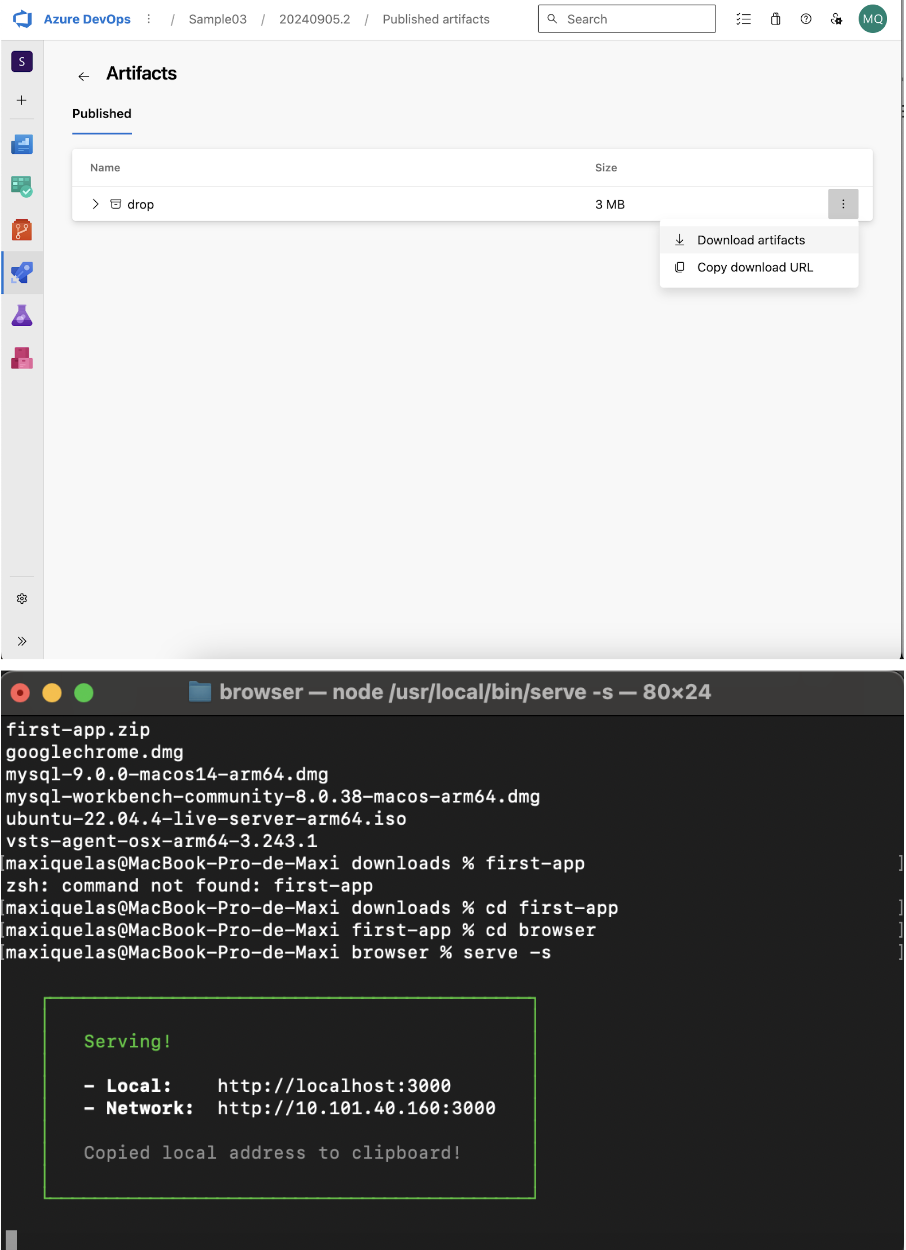 Azure DevOps / Sample03 / 20240905.2 / Published artifacts Search MQ
S
Artifacts
Published
Name Size
drop 3 MB
Download artifacts
Copy download URL
browser — node /usr/local/bin/serve -s — 80×24
first-app.zip
googlechrome.dmg
mysql-9.0.0-macos14-arm64.dmg
mysql-workbench-community-8.0.38-macos-arm64.dmg
ubuntu-22.04.4-live-server-arm64.iso
vsts-agent-osx-arm64-3.243.1
[maxiquelas@MacBook-Pro-de-Maxi downloads % first-app ]
zsh: command not found: first-app
[maxiquelas@MacBook-Pro-de-Maxi downloads % cd first-app ]
[maxiquelas@MacBook-Pro-de-Maxi first-app % cd browser ]
[maxiquelas@MacBook-Pro-de-Maxi browser % serve -s ]
Serving!
- Local: http://localhost:3000
- Network: http://10.101.40.160:3000
Copied local address to clipboard!